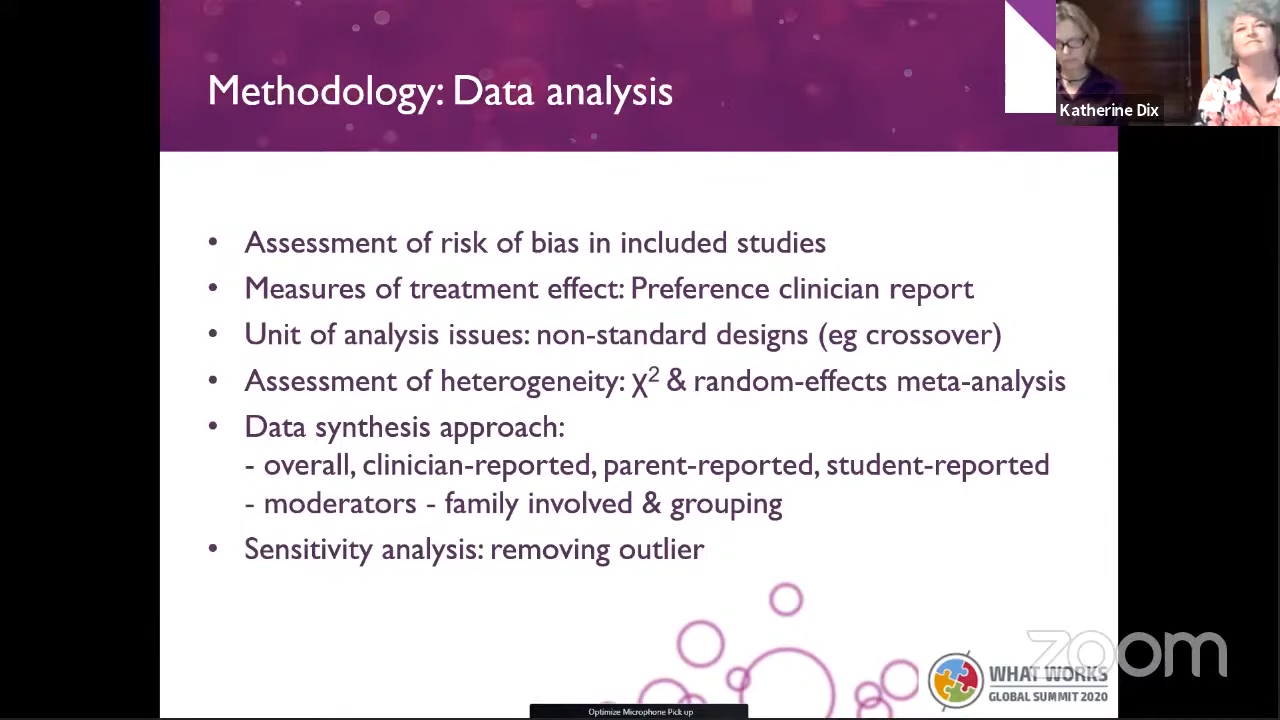 Methodology: Data analysis
Katherine Dix
• Assessment of risk of bias in included studies
• Measures of treatment effect: Preference clinician report
• Unit of analysis issues: non-standard designs (eg crossover)
• Assessment of heterogeneity: χ² & random-effects meta-analysis
• Data synthesis approach:
- overall, clinician-reported, parent-reported, student-reported
- moderators - family involved & grouping
• Sensitivity analysis: removing outlier
zoom
WHAT WORKS
GLOBAL SUMMIT 2020
Optimize Microphone Pick up